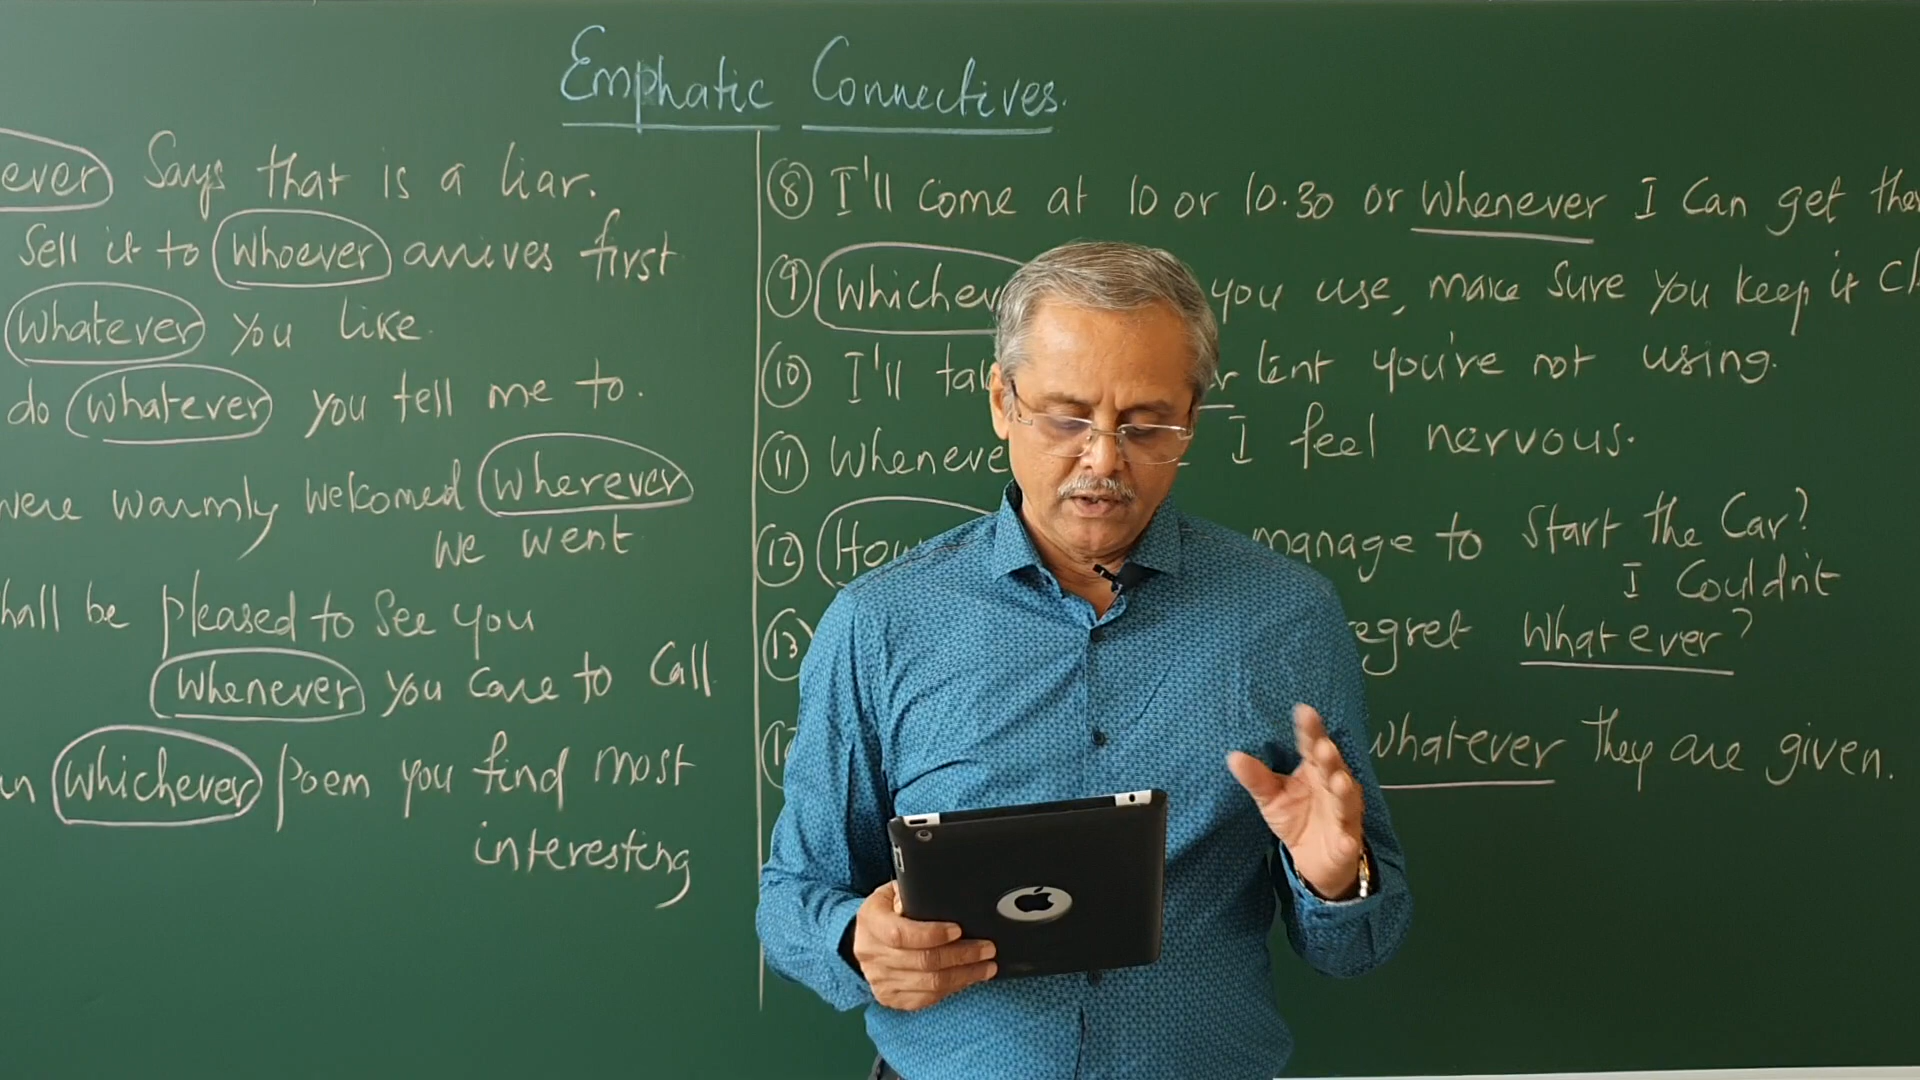 Emphatic Connectives.
ever Says that is a liar.
Sell it to whoever arrives first
whatever you like.
do whatever you tell me to.
were warmly welcomed wherever
we went
hall be pleased to see you
whenever you care to call
whichever poem you find most
interesting
⑧ I'll come at 10 or 10.30 or whenever I can get the
⑨ Whichev you use, make sure you keep it cl
⑩ I'll ta tent you've not using.
⑪ Wheneve I feel nervous.
⑫ How manage to start the car?
I couldn't
⑬ egret whatever?
whatever they are given.